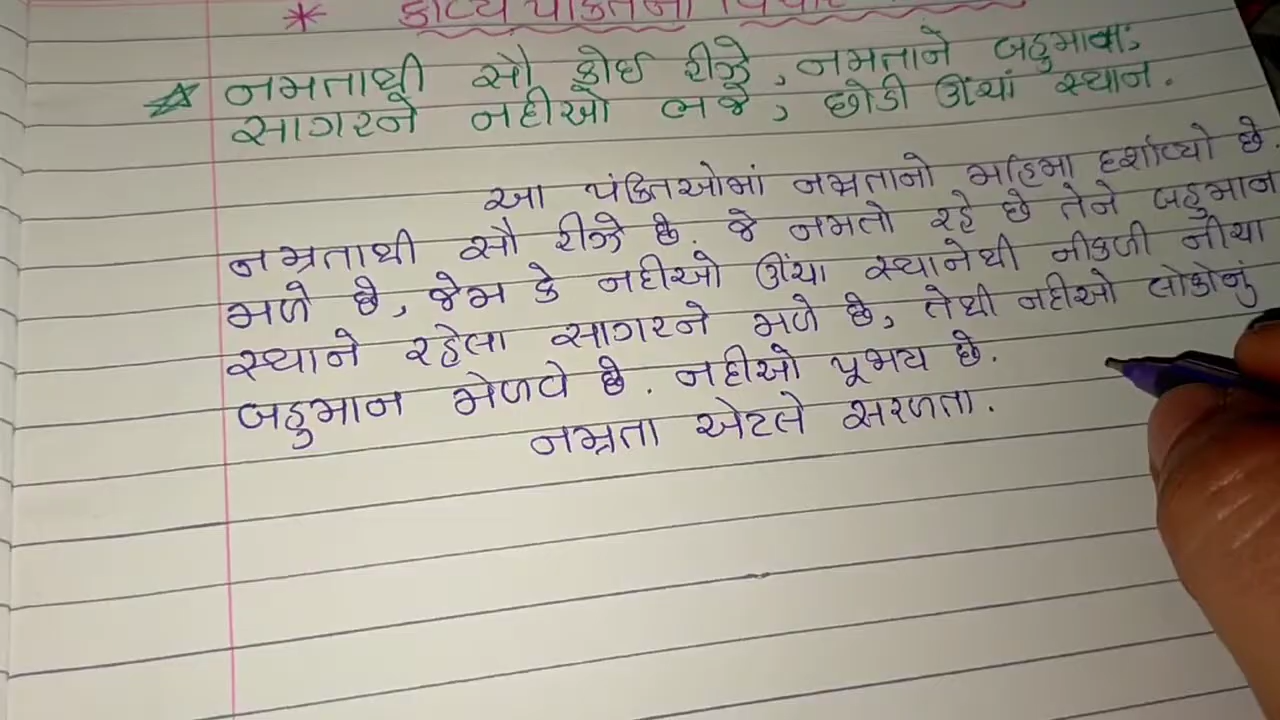 * કાવ્ય પંક્તિનો વિચાર
નમતાથી સૌ કોઈ રીઝે, નમતાને બહુમાન;
સાગરને નદીઓ ભજે, છોડી ઊંચાં સ્થાન.
આ પંક્તિઓમાં નમ્રતાનો મહિમા દર્શાવ્યો છે.
નમ્રતાથી સૌ રીઝે છે. જે નમતો રહે છે તેને બહુમાન
મળે છે, જેમ કે નદીઓ ઊંચા સ્થાનેથી નીકળી નીચા
સ્થાને રહેલા સાગરને મળે છે, તેથી નદીઓ લોકોનું
બહુમાન મેળવે છે. નદીઓ પૂજાય છે.
નમ્રતા એટલે સરળતા.